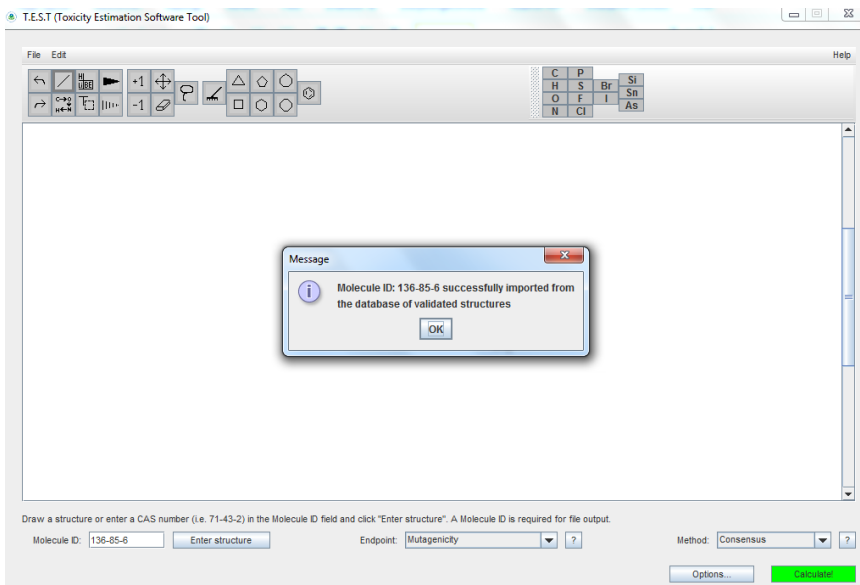 T.E.S.T (Toxicity Estimation Software Tool)
File Edit Help
+1
C P
H S Br Si
O F I Sn
N Cl As
-1
Message
Molecule ID: 136-85-6 successfully imported from
the database of validated structures
OK
Draw a structure or enter a CAS number (i.e. 71-43-2) in the Molecule ID field and click "Enter structure". A Molecule ID is required for file output.
Molecule ID: 136-85-6 Enter structure Endpoint: Mutagenicity ? Method: Consensus ?
Options... Calculate!